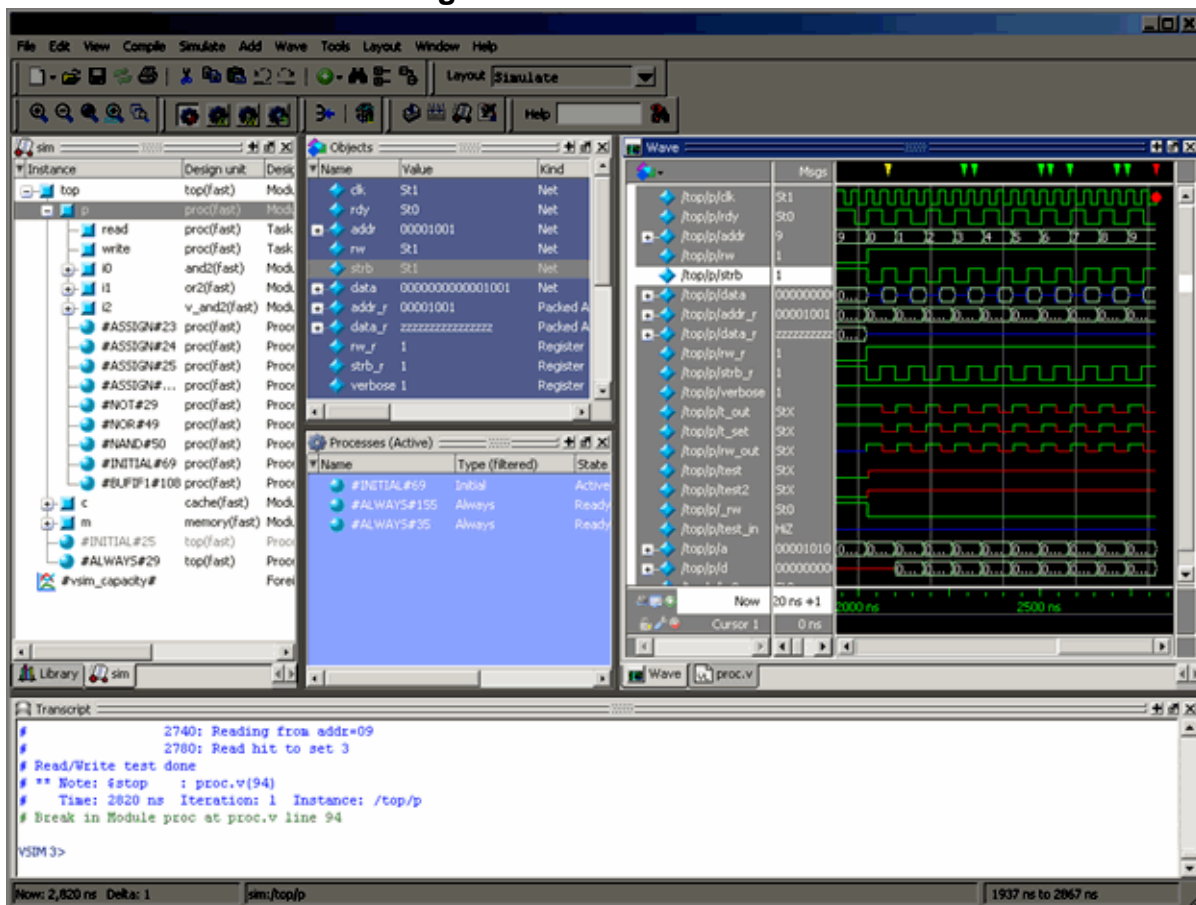 File Edit View Compile Simulate Add Wave Tools Layout Window Help
Layout Simulate
Help
sim
Instance Design unit
top top(fast)
p proc(fast)
read proc(fast) Task
write proc(fast) Task
i0 and2(fast)
i1 or2(fast)
i2 v_and2(fast)
#ASSIGN#23 proc(fast)
#ASSIGN#24 proc(fast)
#ASSIGN#25 proc(fast)
#ASSIGN#... proc(fast)
#NOT#29 proc(fast)
#NOR#49 proc(fast)
#NAND#50 proc(fast)
#INITIAL#69 proc(fast)
#BUFIF1#108 proc(fast)
c cache(fast)
m memory(fast)
#INITIAL#25 top(fast)
#ALWAYS#29 top(fast)
#vsim_capacity#
Library sim
Objects
Name Value Kind
clk St1 Net
rdy St0 Net
addr 00001001 Net
rw St1 Net
strb St1 Net
data 0000000000001001 Net
addr_r 00001001 Packed A
data_r zzzzzzzzzzzzzzzz Packed A
rw_r 1 Register
strb_r 1 Register
verbose 1 Register
Processes (Active)
Name Type (filtered) State
#INITIAL#69 Initial Active
#ALWAYS#155 Always Ready
#ALWAYS#35 Always Ready
Wave
Msgs
/top/p/clk St1
/top/p/rdy St0
/top/p/addr 9
/top/p/rw 1
/top/p/strb 1
/top/p/data 000000000
/top/p/addr_r 00001001
/top/p/data_r
/top/p/rw_r 1
/top/p/strb_r 1
/top/p/verbose 1
/top/p/t_out StX
/top/p/t_set StX
/top/p/rw_out StX
/top/p/test StX
/top/p/test2 StX
/top/p/_rw St0
/top/p/test_in HiZ
/top/p/a 00001010
/top/p/d 000000000
Now 20 ns +1
Cursor 1 0 ns
2000 ns 2500 ns
Wave proc.v
Transcript
# 2740: Reading from addr=09
# 2780: Read hit to set 3
# Read/Write test done
# ** Note: $stop : proc.v(94)
# Time: 2820 ns Iteration: 1 Instance: /top/p
# Break in Module proc at proc.v line 94
VSIM 3>
Now: 2,820 ns Delta: 1 sim:/top/p 1937 ns to 2867 ns